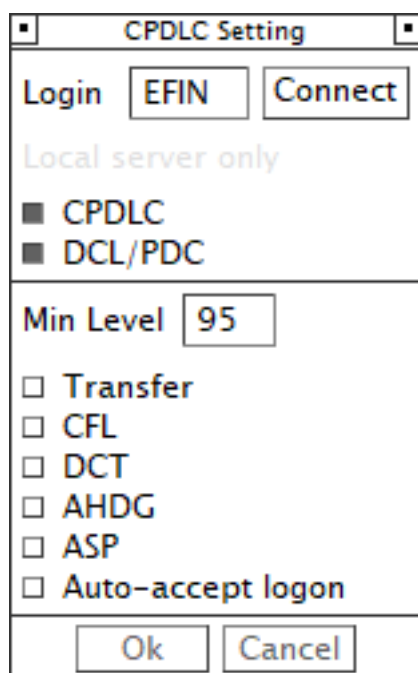 CPDLC Setting
Login EFIN Connect
Local server only
CPDLC
DCL/PDC
Min Level 95
Transfer
CFL
DCT
AHDG
ASP
Auto-accept logon
Ok Cancel